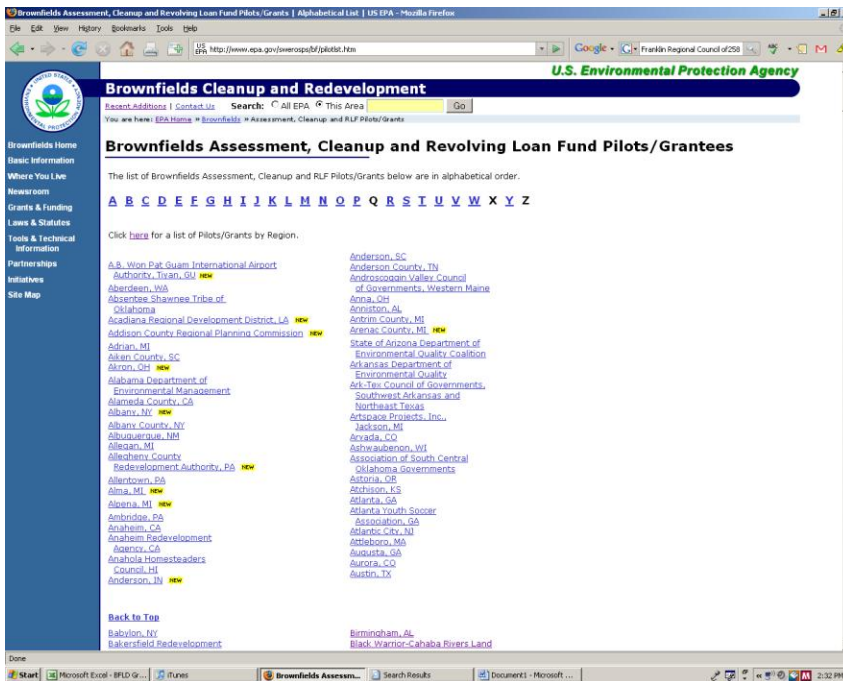 Brownfields Assessment, Cleanup and Revolving Loan Fund Pilots/Grants | Alphabetical List | US EPA - Mozilla Firefox
File Edit View History Bookmarks Tools Help
US EPA http://www.epa.gov/swerosps/bf/pilotlst.htm
Google
Franklin Regional Council of258
U.S. Environmental Protection Agency
Brownfields Cleanup and Redevelopment
Recent Additions | Contact Us Search: All EPA This Area Go
You are here: EPA Home » Brownfields » Assessment, Cleanup and RLF Pilots/Grants
Brownfields Home
Basic Information
Where You Live
Newsroom
Grants & Funding
Laws & Statutes
Tools & Technical
Information
Partnerships
Initiatives
Site Map
Brownfields Assessment, Cleanup and Revolving Loan Fund Pilots/Grantees
The list of Brownfields Assessment, Cleanup and RLF Pilots/Grants below are in alphabetical order.
A B C D E F G H I J K L M N O P Q R S T U V W X Y Z
Click here for a list of Pilots/Grants by Region.
A.B. Won Pat Guam International Airport
Authority, Tiyan, GU NEW
Aberdeen, WA
Absentee Shawnee Tribe of
Oklahoma
Acadiana Regional Development District, LA NEW
Addison County Regional Planning Commission NEW
Adrian, MI
Aiken County, SC
Akron, OH NEW
Alabama Department of
Environmental Management
Alameda County, CA
Albany, NY NEW
Albany County, NY
Albuquerque, NM
Allegan, MI
Allegheny County
Redevelopment Authority, PA NEW
Allentown, PA
Alma, MI NEW
Alpena, MI NEW
Ambridge, PA
Anaheim, CA
Anaheim Redevelopment
Agency, CA
Anahola Homesteaders
Council, HI
Anderson, IN NEW
Anderson, SC
Anderson County, TN
Androscoggin Valley Council
of Governments, Western Maine
Anna, OH
Anniston, AL
Antrim County, MI
Arenac County, MI NEW
State of Arizona Department of
Environmental Quality Coalition
Arkansas Department of
Environmental Quality
Ark-Tex Council of Governments,
Southwest Arkansas and
Northeast Texas
Artspace Projects, Inc.,
Jackson, MI
Arvada, CO
Ashwaubenon, WI
Association of South Central
Oklahoma Governments
Astoria, OR
Atchison, KS
Atlanta, GA
Atlanta Youth Soccer
Association, GA
Atlantic City, NJ
Attleboro, MA
Augusta, GA
Aurora, CO
Austin, TX
Back to Top
Babylon, NY
Bakersfield Redevelopment
Birmingham, AL
Black Warrior-Cahaba Rivers Land
Done
Start
Microsoft Excel - BFLD Gr...
iTunes
Brownfields Assessm...
Search Results
Document1 - Microsoft ...
2:32 PM